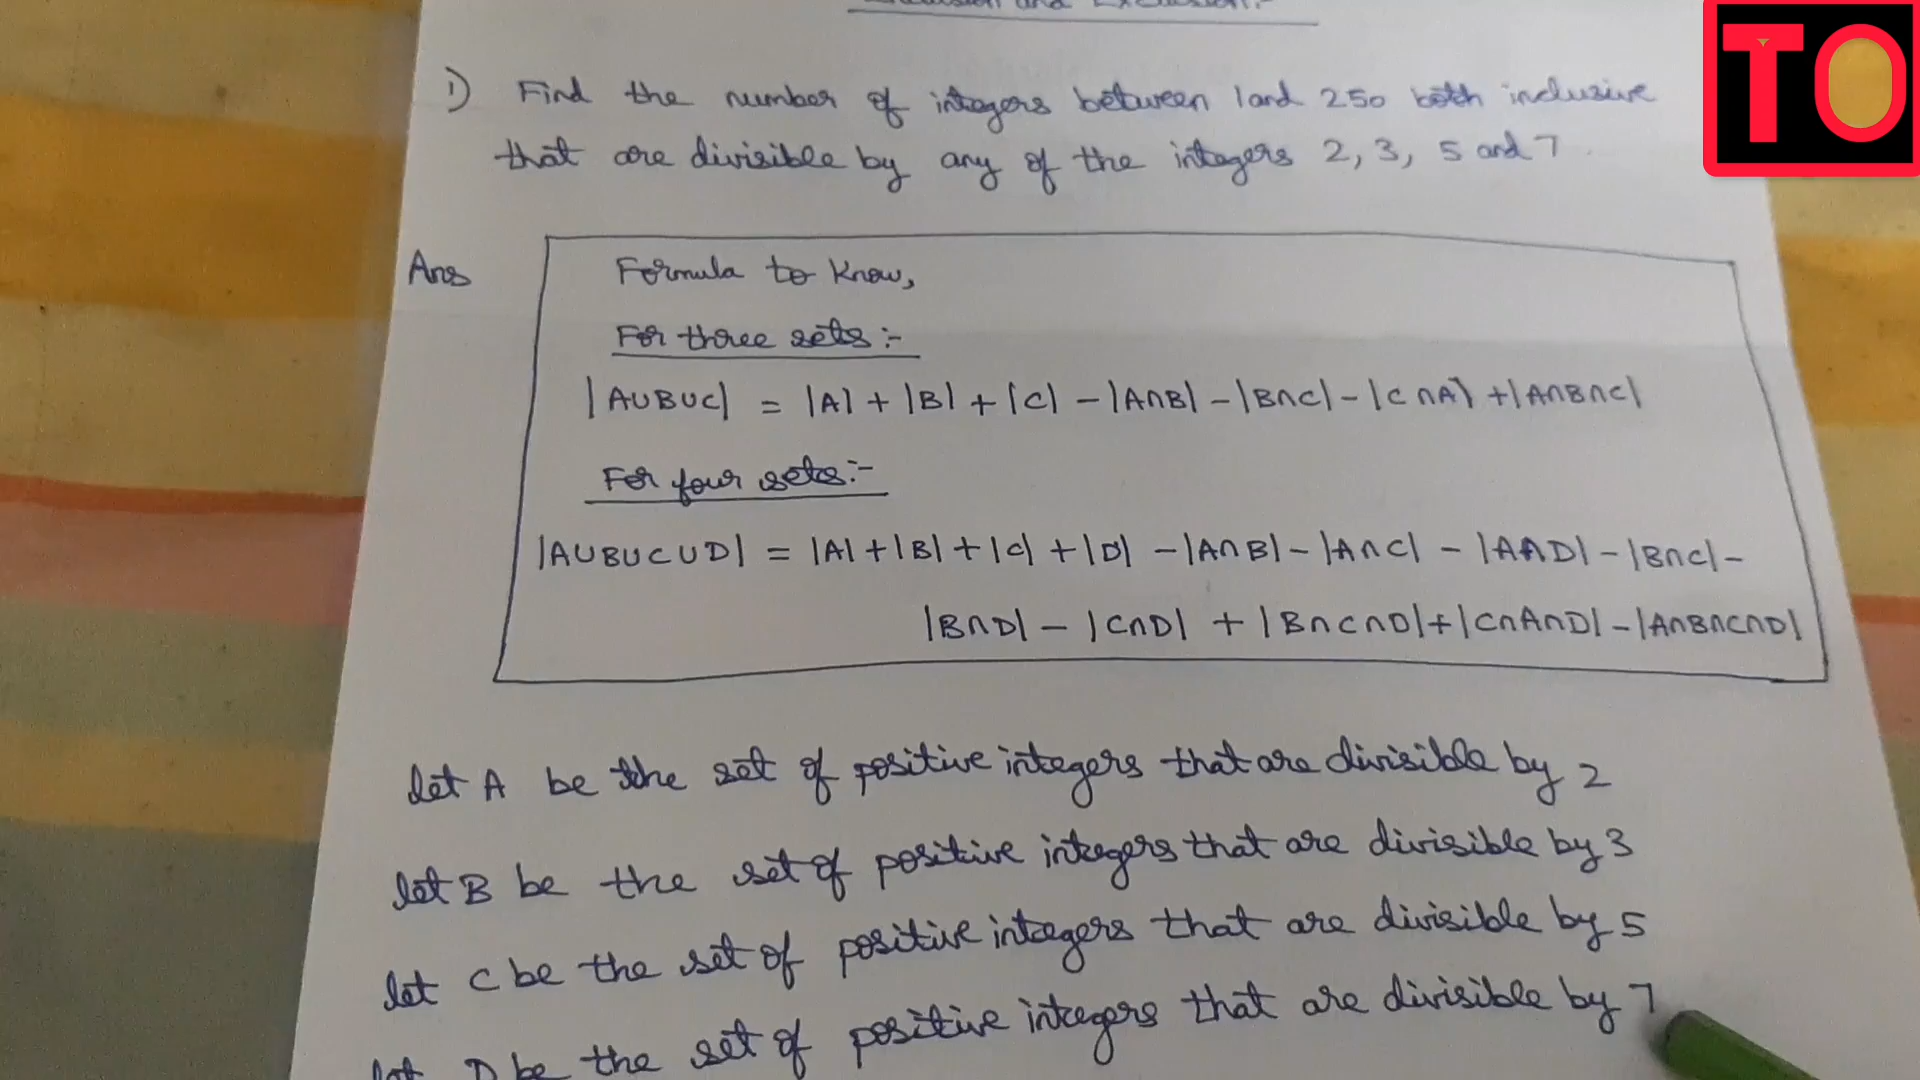 TO
1) Find the number of integers between 1 and 250 both inclusive
that are divisible by any of the integers 2, 3, 5 and 7.
Ans
Formula to know,
For three sets :-
|A∪B∪C| = |A| + |B| + |C| - |A∩B| - |B∩C| - |C∩A| + |A∩B∩C|
For four sets:-
|A∪B∪C∪D| = |A| + |B| + |C| + |D| - |A∩B| - |A∩C| - |A∩D| - |B∩C| -
|B∩D| - |C∩D| + |B∩C∩D| + |C∩A∩D| - |A∩B∩C∩D|
let A be the set of positive integers that are divisible by 2
let B be the set of positive integers that are divisible by 3
let C be the set of positive integers that are divisible by 5
let D be the set of positive integers that are divisible by 7